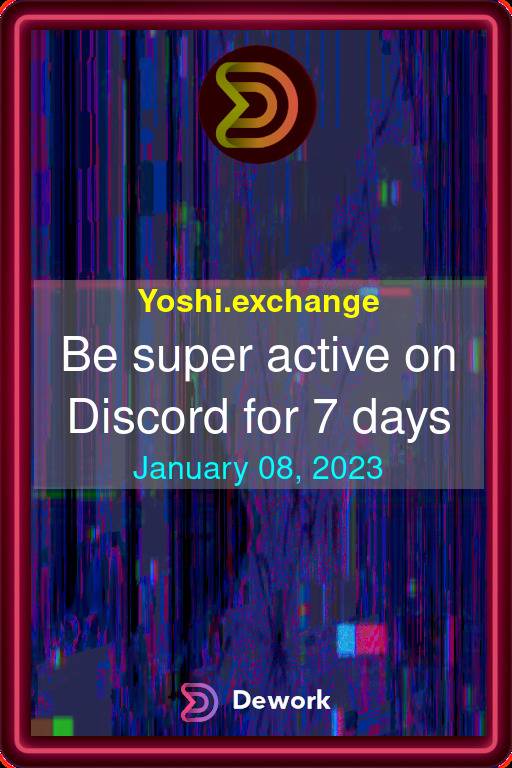 Yoshi.exchange
Be super active on
Discord for 7 days
January 08, 2023
Dework